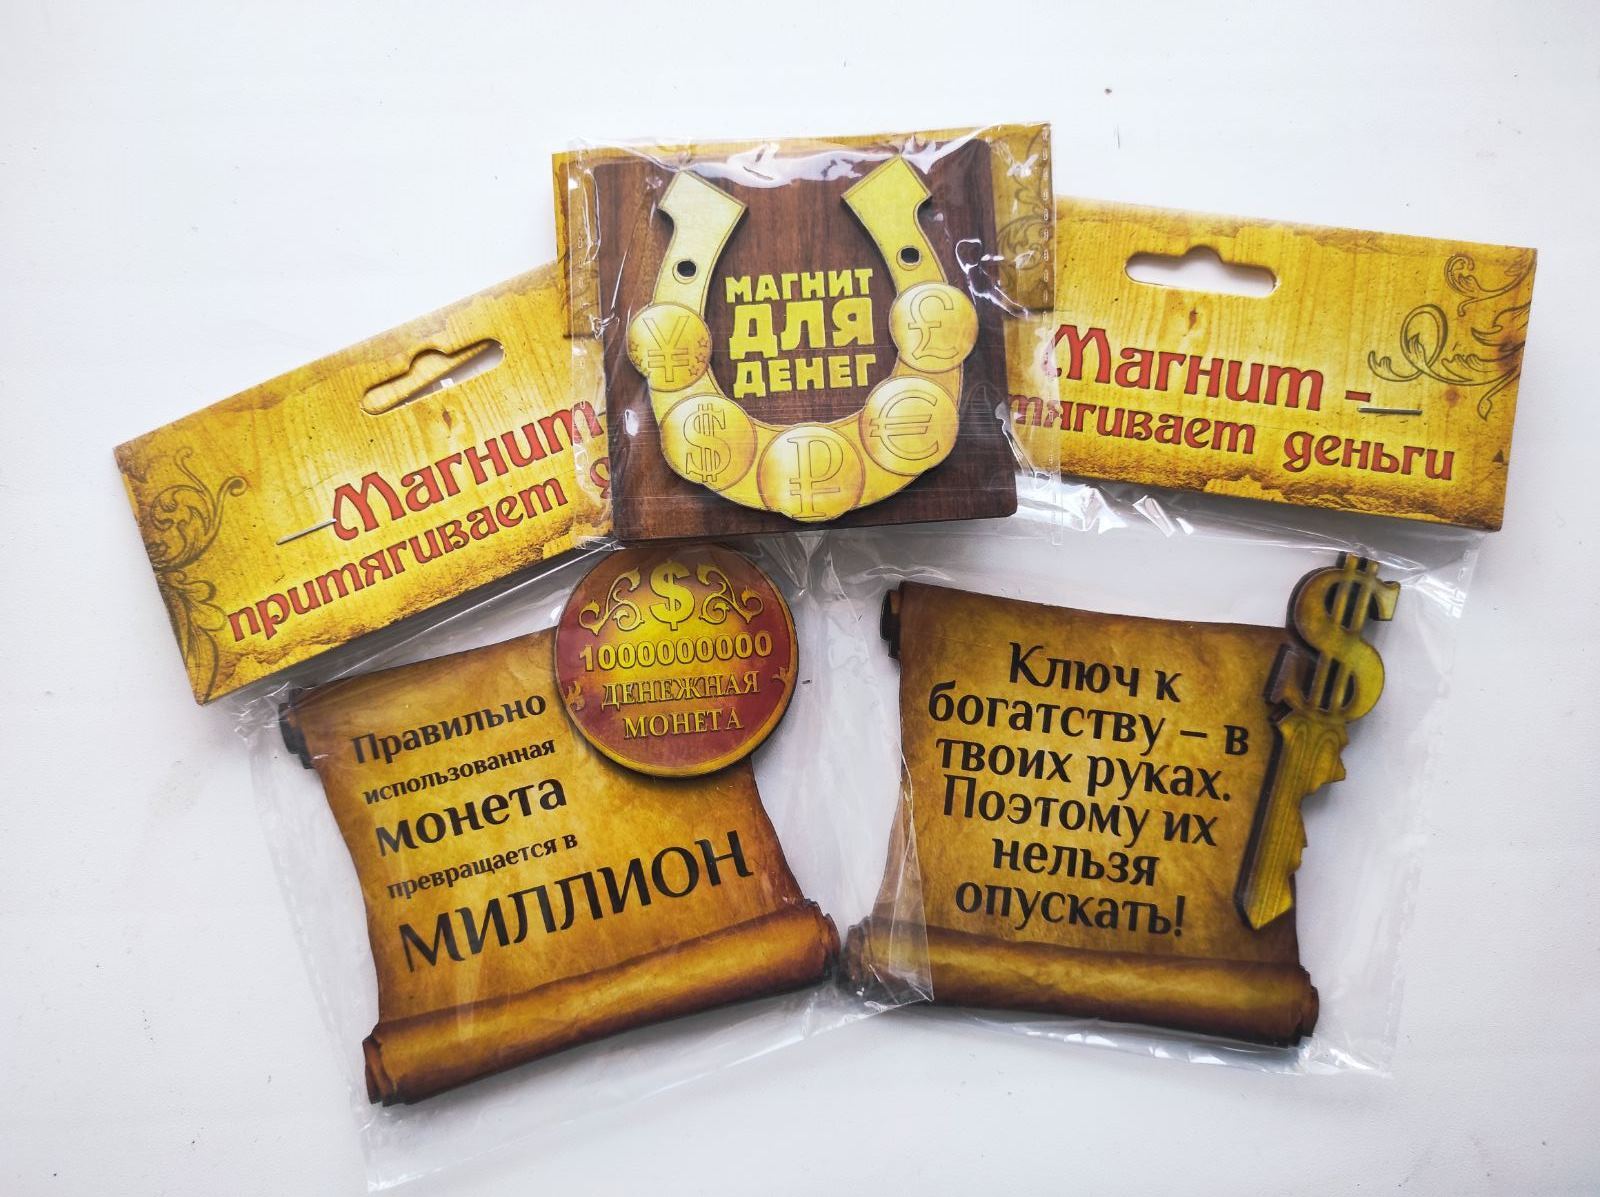 МАГНИТ
ДЛЯ
ДЕНЕГ
¥
$
₽
€
£
Магнит
притягивает
Магнит -
тягивает деньги
$
1000000000
ДЕНЕЖНАЯ
МОНЕТА
Правильно
использованная
монета
превращается в
МИЛЛИОН
Ключ к
богатству – в
твоих руках.
Поэтому их
нельзя
опускать!
$